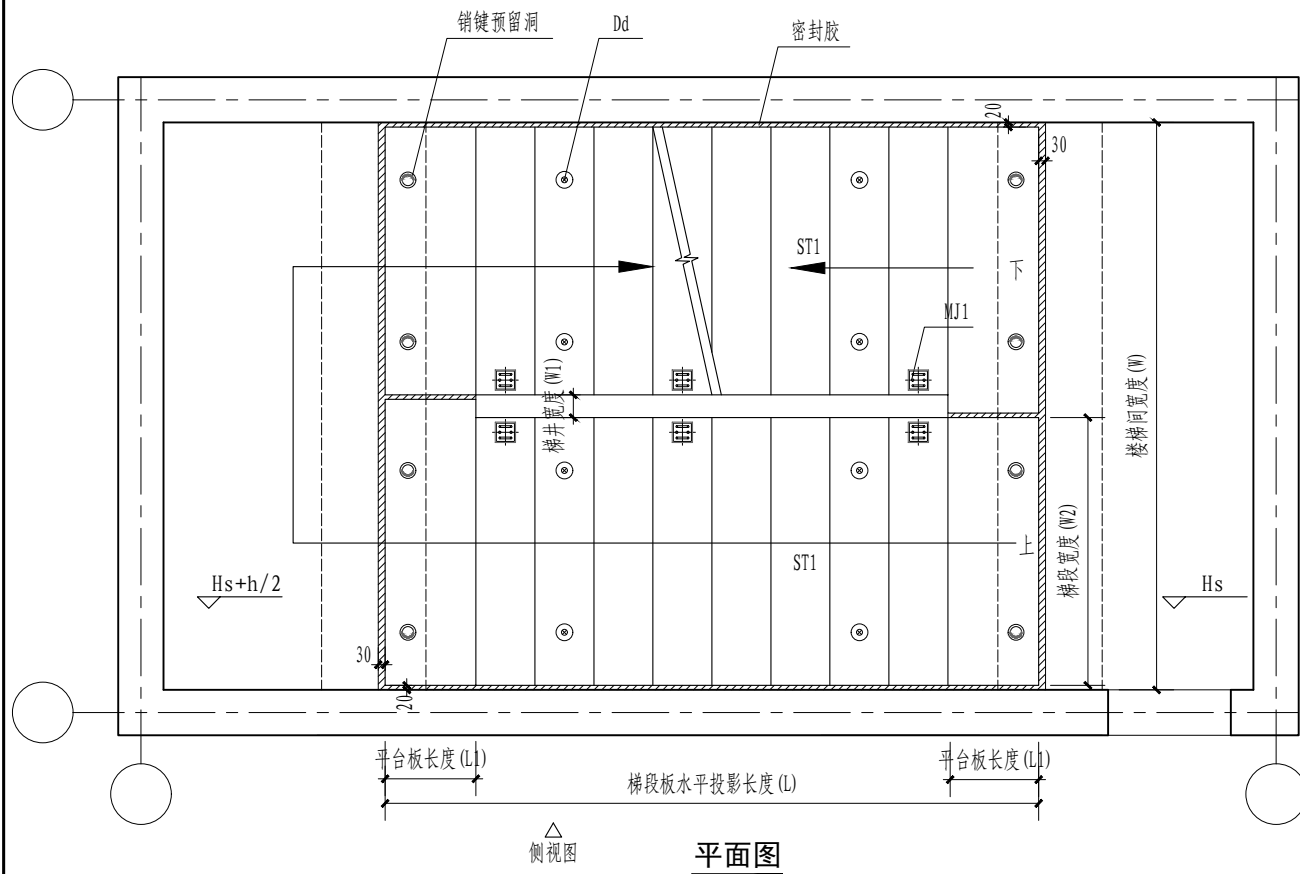 销键预留洞
Dd
密封胶
20
30
ST1
下
MJ1
梯井宽度(W1)
楼梯间宽度(W)
梯段宽度(W2)
上
ST1
Hs+h/2
Hs
30
20
平台板长度(L1)
平台板长度(L1)
梯段板水平投影长度(L)
侧视图
平面图